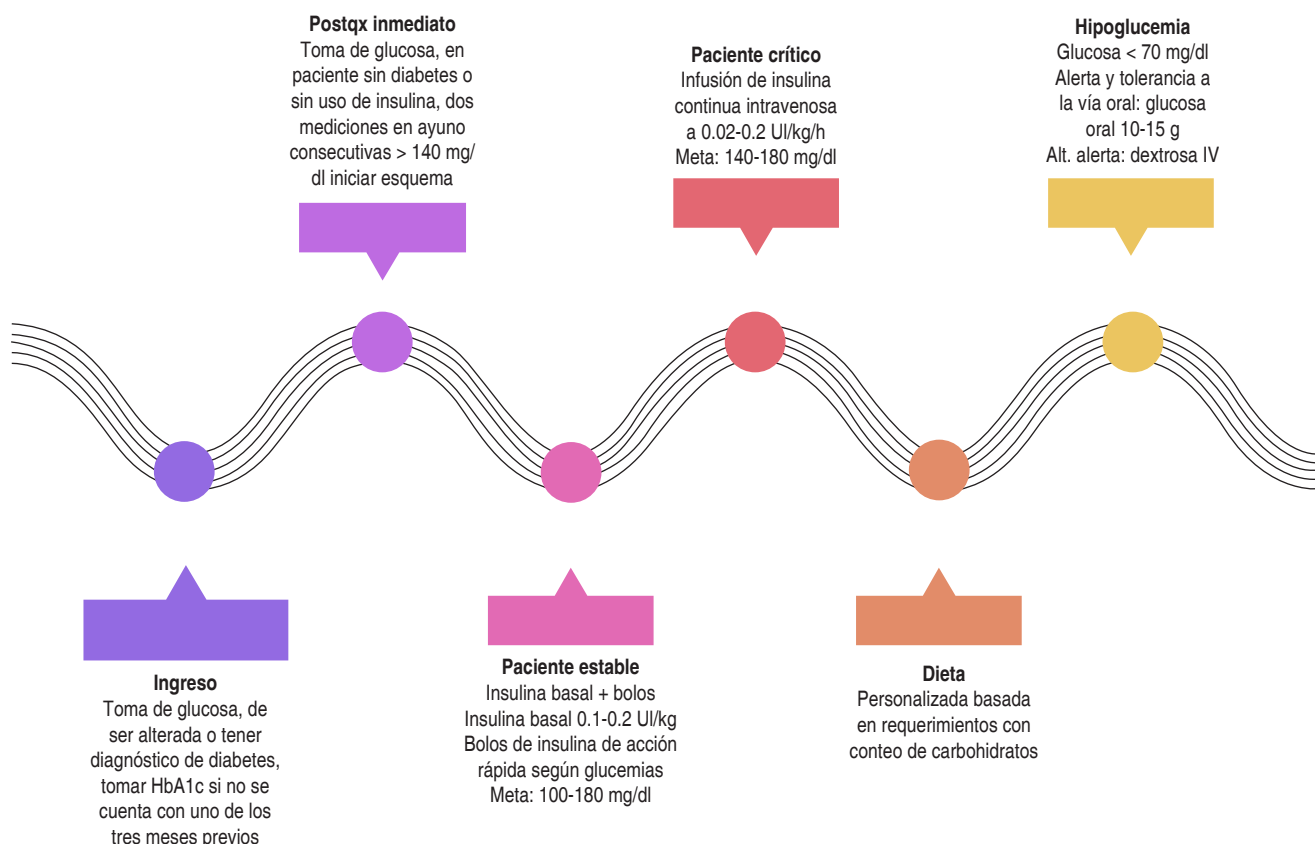 Postqx inmediato
Toma de glucosa, en
paciente sin diabetes o
sin uso de insulina, dos
mediciones en ayuno
consecutivas > 140 mg/
dl iniciar esquema
Paciente crítico
Infusión de insulina
continua intravenosa
a 0.02-0.2 UI/kg/h
Meta: 140-180 mg/dl
Hipoglucemia
Glucosa < 70 mg/dl
Alerta y tolerancia a
la vía oral: glucosa
oral 10-15 g
Alt. alerta: dextrosa IV
Ingreso
Toma de glucosa, de
ser alterada o tener
diagnóstico de diabetes,
tomar HbA1c si no se
cuenta con uno de los
tres meses previos
Paciente estable
Insulina basal + bolos
Insulina basal 0.1-0.2 UI/kg
Bolos de insulina de acción
rápida según glucemias
Meta: 100-180 mg/dl
Dieta
Personalizada basada
en requerimientos con
conteo de carbohidratos